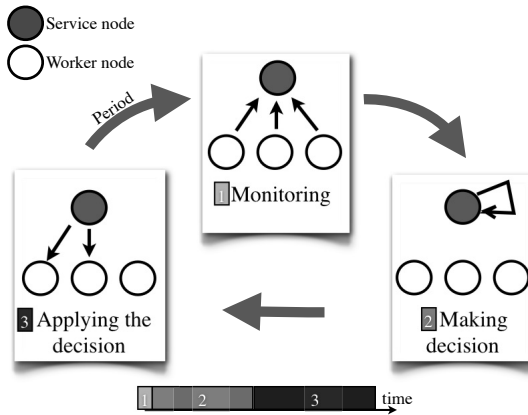 Service node
Worker node
Period
1 Monitoring
3 Applying the
decision
2 Making
decision
1 2 3 time